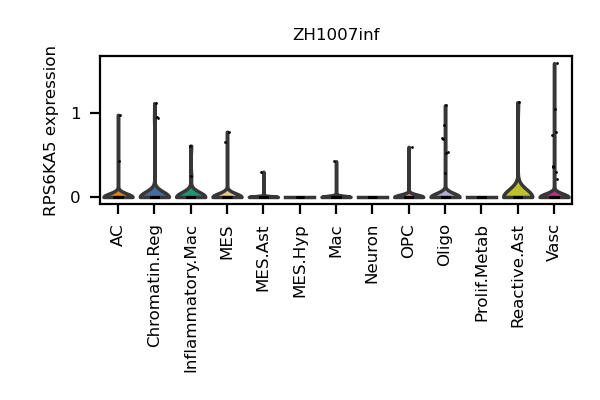 ZH1007inf
RPS6KA5 expression
1
0
AC
Chromatin.Reg
Inflammatory.Mac
MES
MES.Ast
MES.Hyp
Mac
Neuron
OPC
Oligo
Prolif.Metab
Reactive.Ast
Vasc